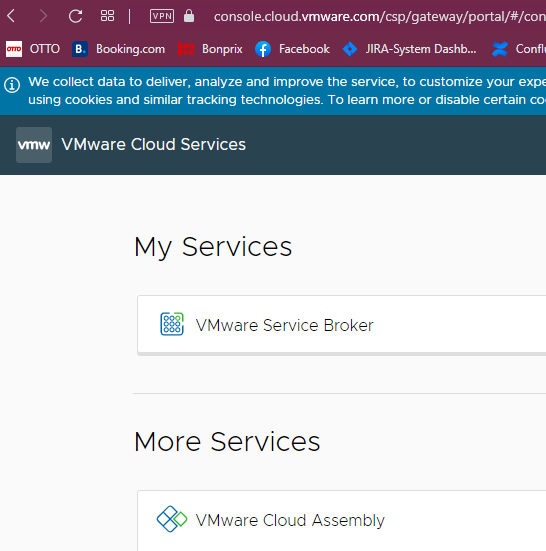 VPN
console.cloud.vmware.com/csp/gateway/portal/#/con
OTTO
OTTO
B.
Booking.com
Bonprix
Facebook
JIRA-System Dashb...
Conflu
We collect data to deliver, analyze and improve the service, to customize your expe
using cookies and similar tracking technologies. To learn more or disable certain co
vmw
VMware Cloud Services
My Services
VMware Service Broker
More Services
VMware Cloud Assembly